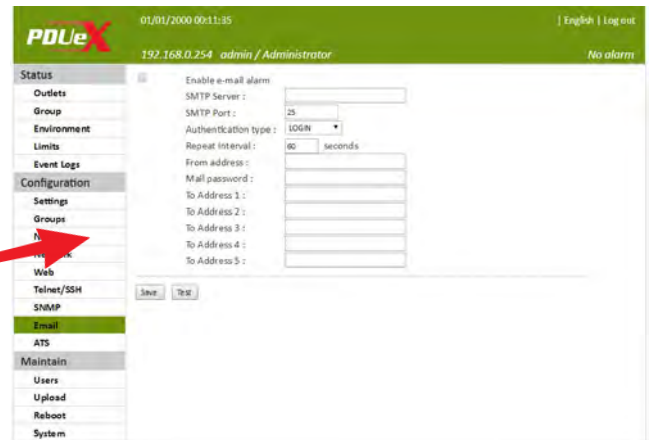 PDUeX
01/01/2000 00:11:35
| English | Log out
192.168.0.254 admin / Administrator
No alarm
Status
Outlets
Group
Environment
Limits
Event Logs
Configuration
Settings
Groups
Web
Telnet/SSH
SNMP
Email
ATS
Maintain
Users
Upload
Reboot
System
Enable e-mail alarm
SMTP Server :
SMTP Port : 25
Authentication type : LOGIN
Repeat Interval : 60 seconds
From address :
Mail password :
To Address 1 :
To Address 2 :
To Address 3 :
To Address 4 :
To Address 5 :
Save Test